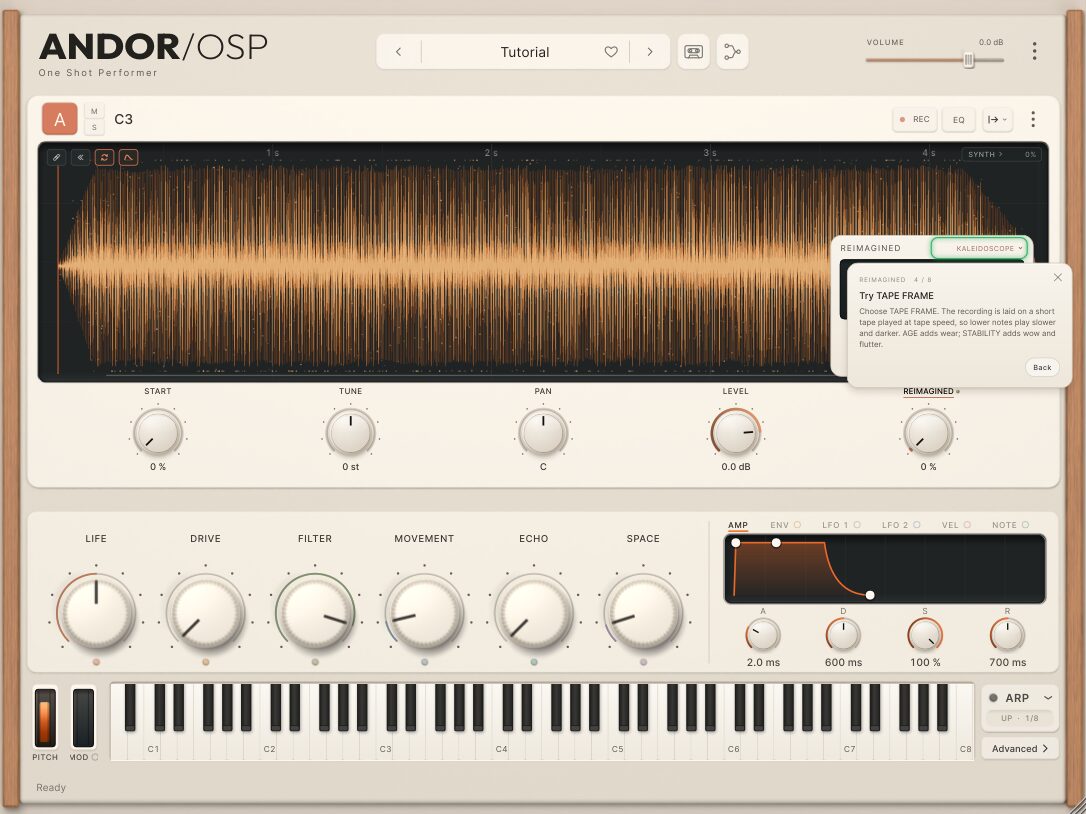 ANDOR/OSP
One Shot Performer
Tutorial
VOLUME 0.0 dB
A
M
S
C3
REC
EQ
1 s 2 s 3 s 4 s
SYNTH > 0%
REIMAGINED KALEIDOSCOPE
REIMAGINED · 4 / 8
Try TAPE FRAME
Choose TAPE FRAME. The recording is laid on a short
tape played at tape speed, so lower notes play slower
and darker. AGE adds wear; STABILITY adds wow and
flutter.
Back
START TUNE PAN LEVEL REIMAGINED
0 % 0 st C 0.0 dB 0 %
LIFE DRIVE FILTER MOVEMENT ECHO SPACE
AMP ENV LFO 1 LFO 2 VEL NOTE
A D S R
2.0 ms 600 ms 100 % 700 ms
PITCH MOD
C1 C2 C3 C4 C5 C6 C7 C8
ARP
UP · 1/8
Advanced
Ready